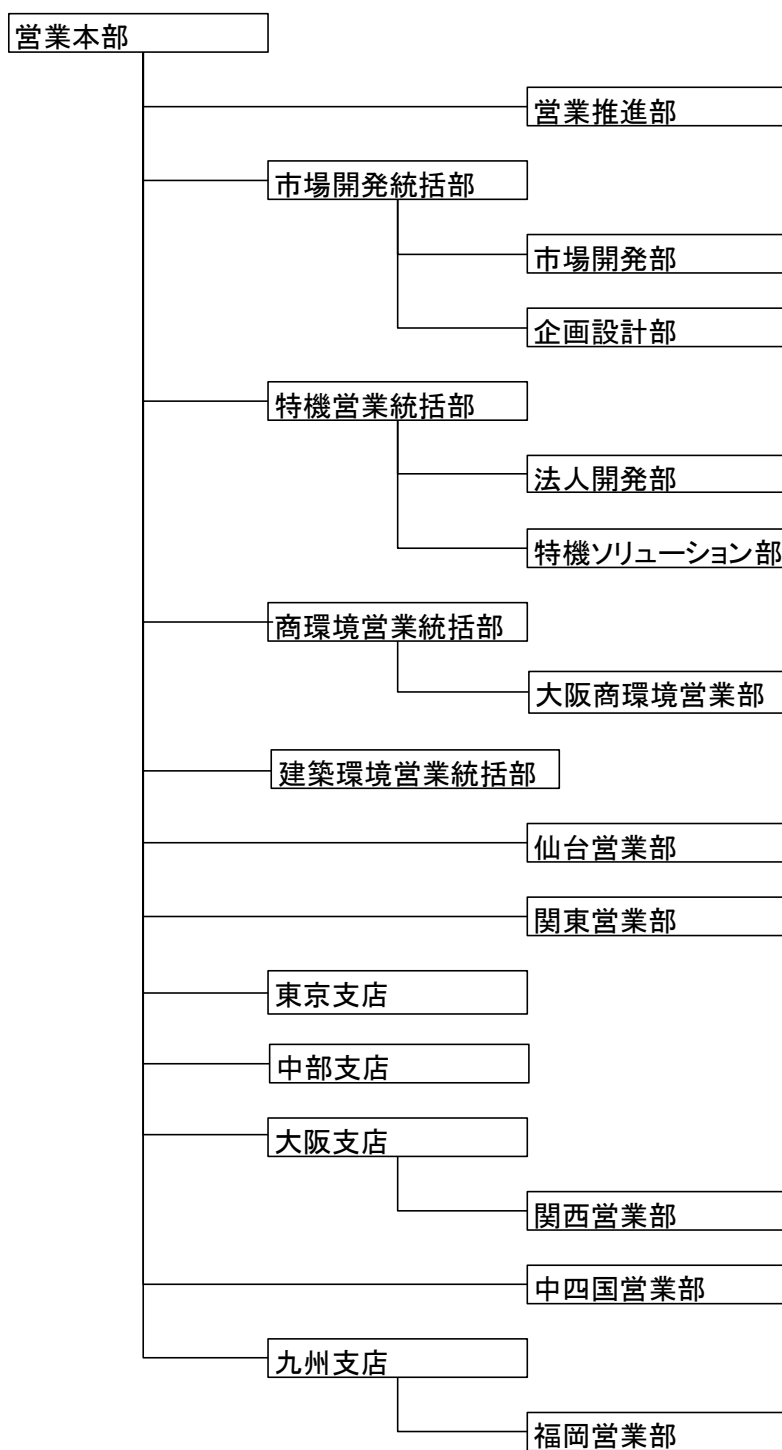 営業本部
営業推進部
市場開発統括部
市場開発部
企画設計部
特機営業統括部
法人開発部
特機ソリューション部
商環境営業統括部
大阪商環境営業部
建築環境営業統括部
仙台営業部
関東営業部
東京支店
中部支店
大阪支店
関西営業部
中四国営業部
九州支店
福岡営業部